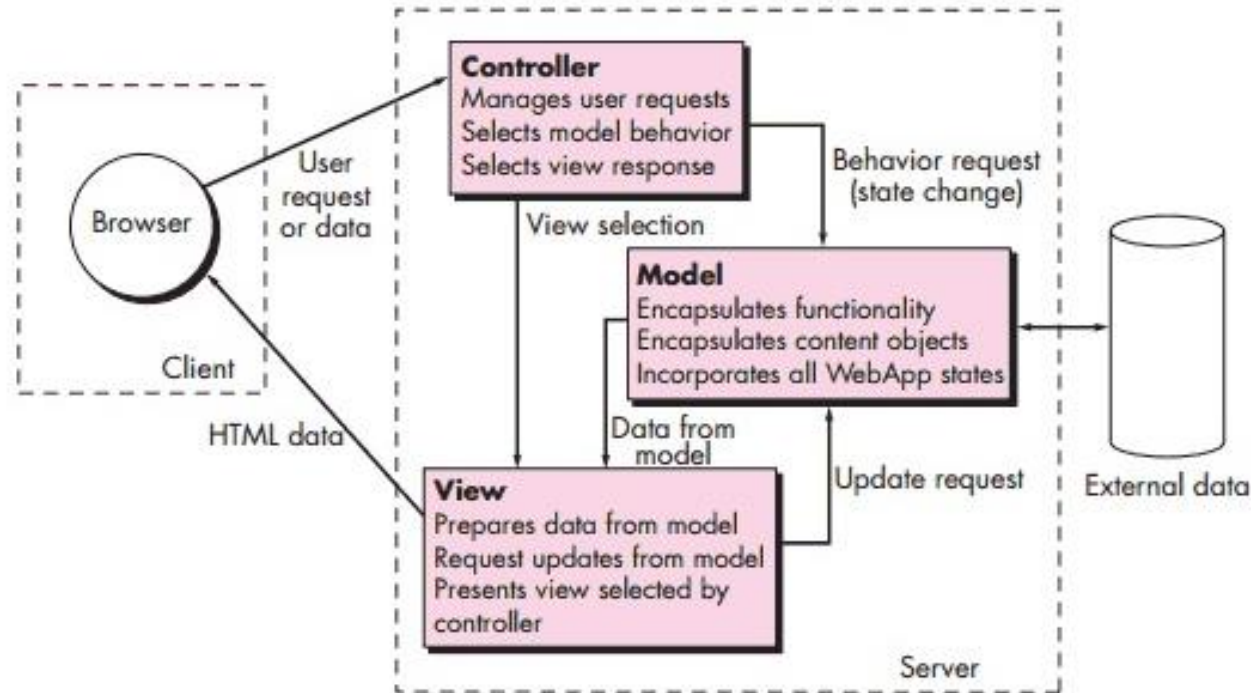 Controller
Manages user requests
Selects model behavior
Selects view response
User
request
or data
Browser
Behavior request
(state change)
View selection
Model
Encapsulates functionality
Encapsulates content objects
Incorporates all WebApp states
Client
HTML data
Data from
model
Update request
External data
View
Prepares data from model
Request updates from model
Presents view selected by
controller
Server